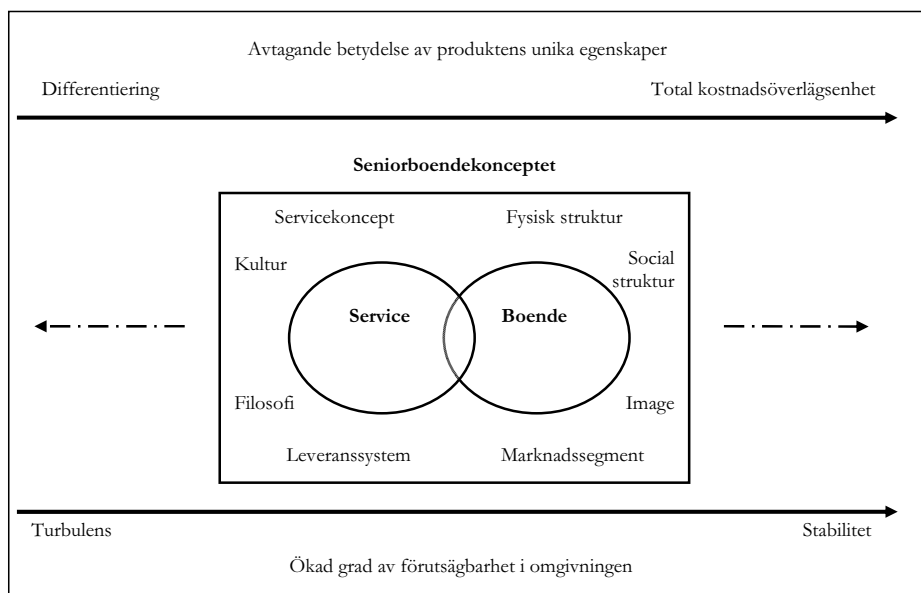 Avtagande betydelse av produktens unika egenskaper
Differentiering
Total kostnadsöverlägsenhet
Seniorboendekonceptet
Servicekoncept
Fysisk struktur
Kultur
Social
struktur
Service
Boende
Filosofi
Image
Leveranssystem
Marknadssegment
Turbulens
Stabilitet
Ökad grad av förutsägbarhet i omgivningen